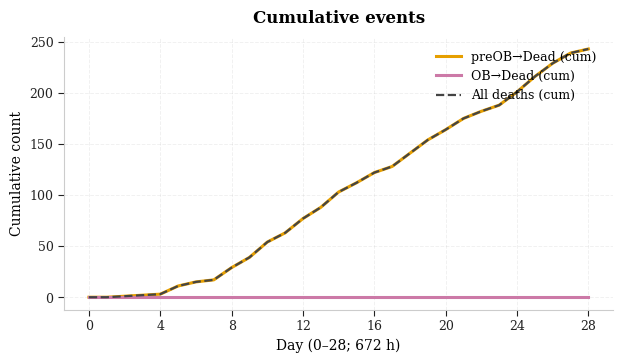 Cumulative events
250
200
150
100
50
0
Cumulative count
preOB→Dead (cum)
OB→Dead (cum)
All deaths (cum)
0 4 8 12 16 20 24 28
Day (0–28; 672 h)